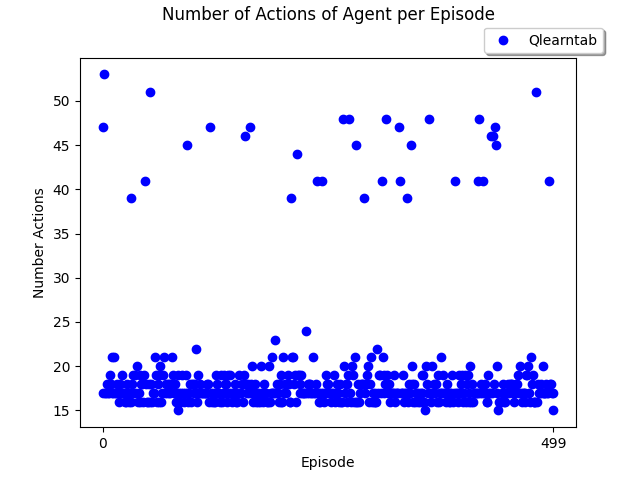 Number of Actions of Agent per Episode
Qlearntab
50
45
40
35
30
25
20
15
Number Actions
0 499
Episode